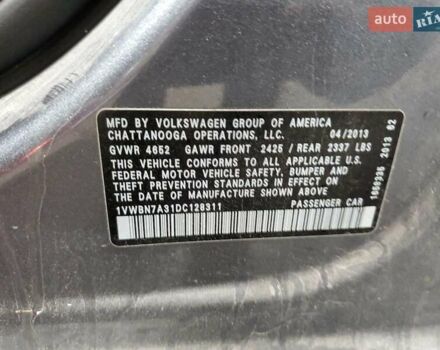 AUTO
RIA
MFD BY VOLKSWAGEN GROUP OF AMERICA
CHATTANOOGA OPERATIONS, LLC. 04/2013
GVWR 4652 GAWR FRONT 2425 / REAR 2337 LBS
THIS VEHICLE CONFORMS TO ALL APPLICABLE U.S.
FEDERAL MOTOR VEHICLE SAFETY, BUMPER AND
THEFT PREVENTION STANDARDS IN EFFECT ON
THE DATE OF MANUFACTURE SHOWN ABOVE
1VWBN7A31DC128311 PASSENGER CAR
2013 02